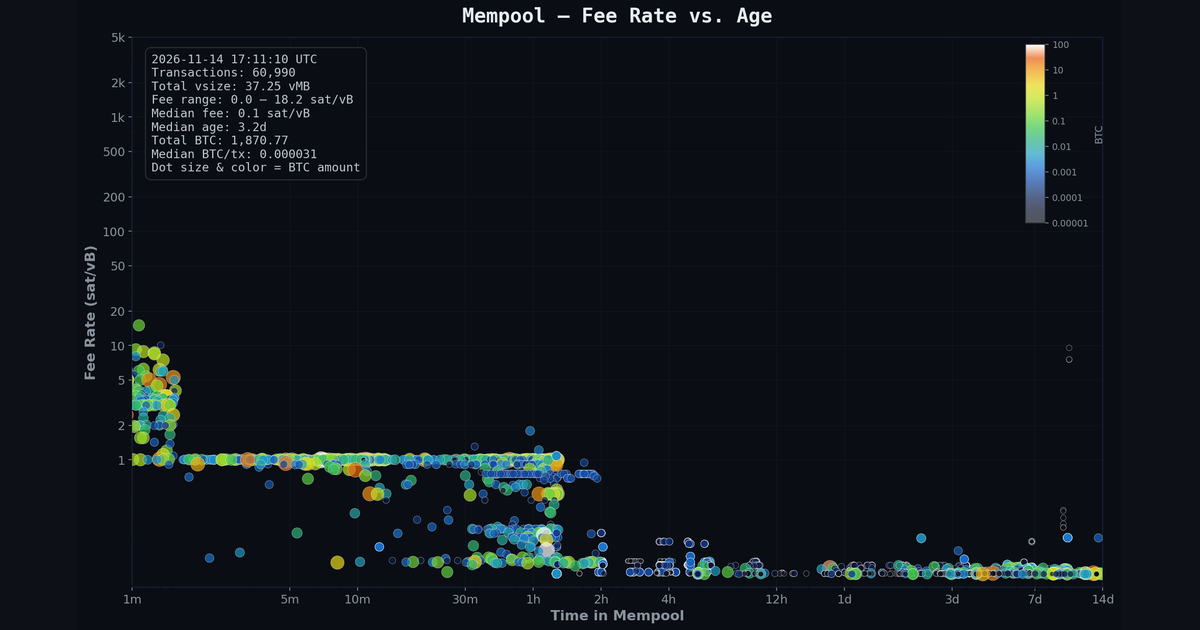 Mempool — Fee Rate vs. Age
2026-11-14 17:11:10 UTC
Transactions: 60,990
Total vsize: 37.25 vMB
Fee range: 0.0 — 18.2 sat/vB
Median fee: 0.1 sat/vB
Median age: 3.2d
Total BTC: 1,870.77
Median BTC/tx: 0.000031
Dot size & color = BTC amount
100
10
1
0.1
0.01
0.001
0.0001
0.00001
BTC
Fee Rate (sat/vB)
5k
2k
1k
500
200
100
50
20
10
5
2
1
1m
5m
10m
30m
1h
2h
4h
12h
1d
3d
7d
14d
Time in Mempool